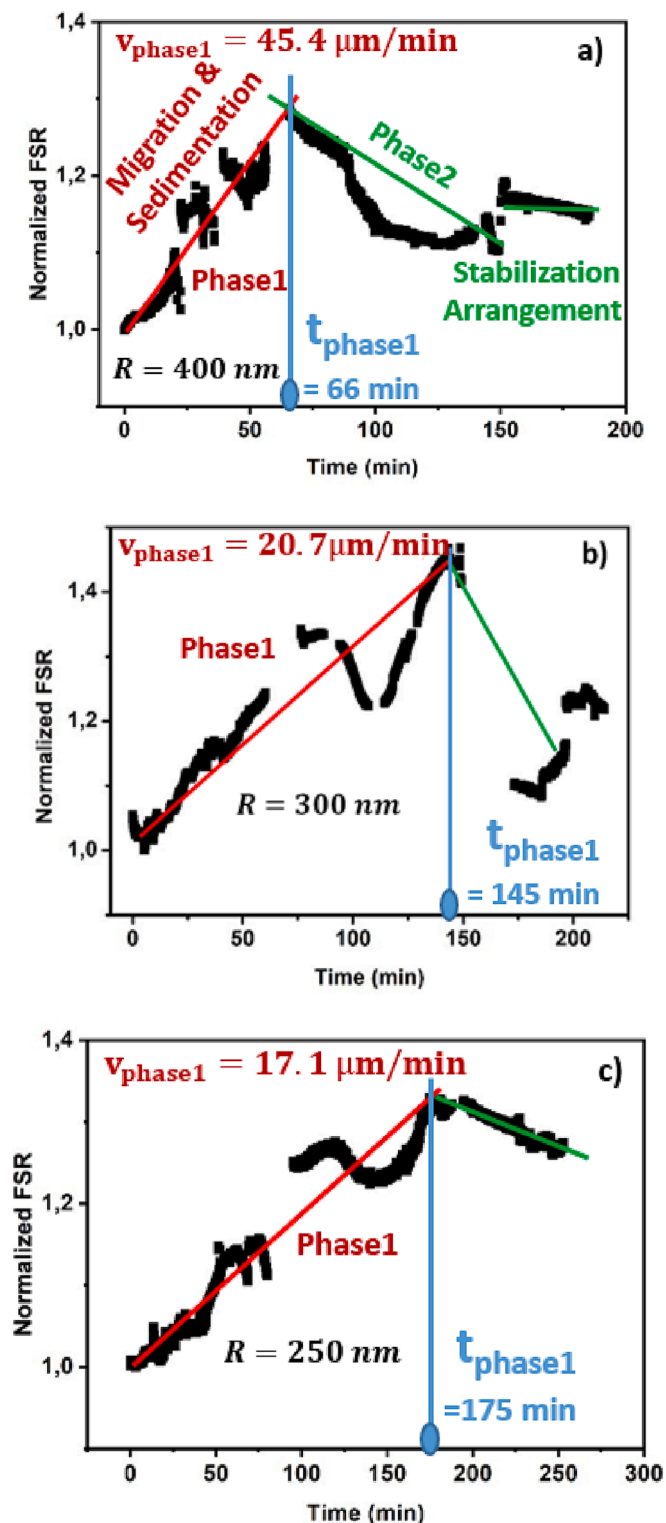 a)
v_phase1 = 45.4 μm/min
Migration &
Sedimentation
Phase1
Phase2
Stabilization
Arrangement
R = 400 nm
t_phase1
= 66 min
Normalized FSR
1,4
1,2
1,0
0 50 100 150 200
Time (min)
b)
v_phase1 = 20.7μm/min
Phase1
R = 300 nm
t_phase1
= 145 min
Normalized FSR
1,4
1,2
1,0
0 50 100 150 200
Time (min)
c)
v_phase1 = 17.1 μm/min
Phase1
R = 250 nm
t_phase1
=175 min
Normalized FSR
1,4
1,2
1,0
0 50 100 150 200 250 300
Time (min)